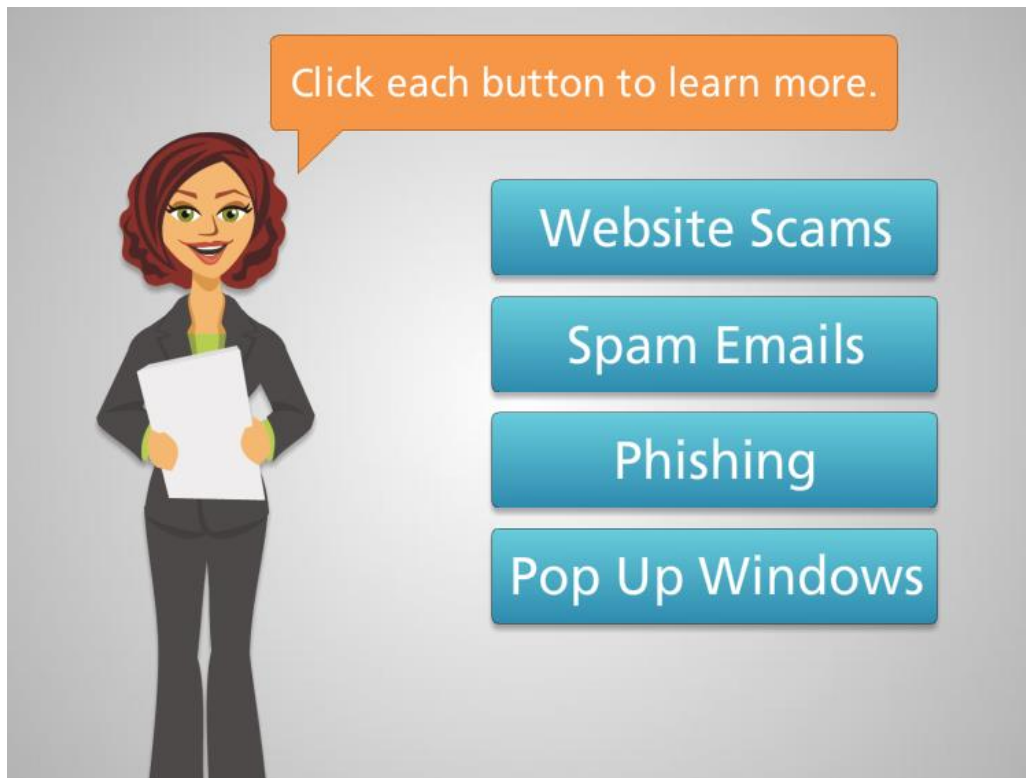 Click each button to learn more.
Website Scams
Spam Emails
Phishing
Pop Up Windows